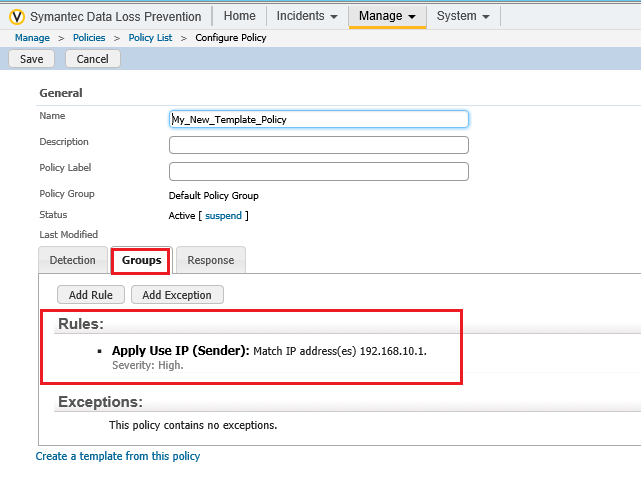 Symantec Data Loss Prevention Home Incidents Manage System
Manage > Policies > Policy List > Configure Policy
Save Cancel
General
Name My_New_Template_Policy
Description
Policy Label
Policy Group Default Policy Group
Status Active [ suspend ]
Last Modified
Detection Groups Response
Add Rule Add Exception
Rules:
▪ Apply Use IP (Sender): Match IP address(es) 192.168.10.1.
Severity: High.
Exceptions:
This policy contains no exceptions.
Create a template from this policy